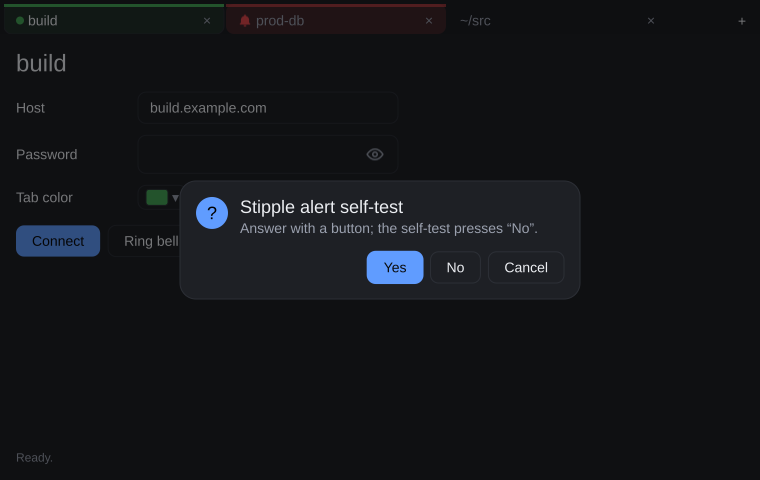 build × prod-db × ~/src × +
build
Host build.example.com
Password
Tab color ▾
Connect Ring bell
? Stipple alert self-test
Answer with a button; the self-test presses “No”.
Yes No Cancel
Ready.